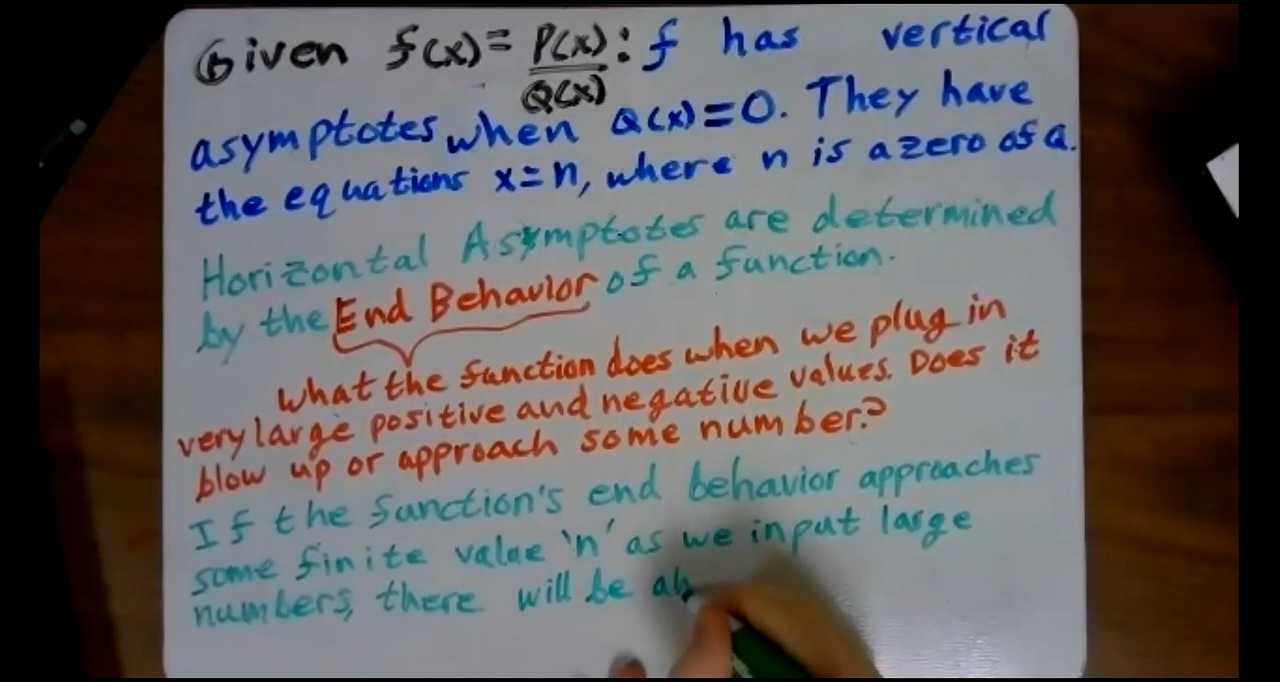 Given f(x) = P(x)/Q(x) : f has vertical
asymptotes when Q(x)=0. They have
the equations x=n, where n is a zero of Q.
Horizontal Asymptotes are determined
by the End Behavior of a function.
what the function does when we plug in
very large positive and negative values. Does it
blow up or approach some number?
If the function's end behavior approaches
some finite value 'n' as we input large
numbers, there will be